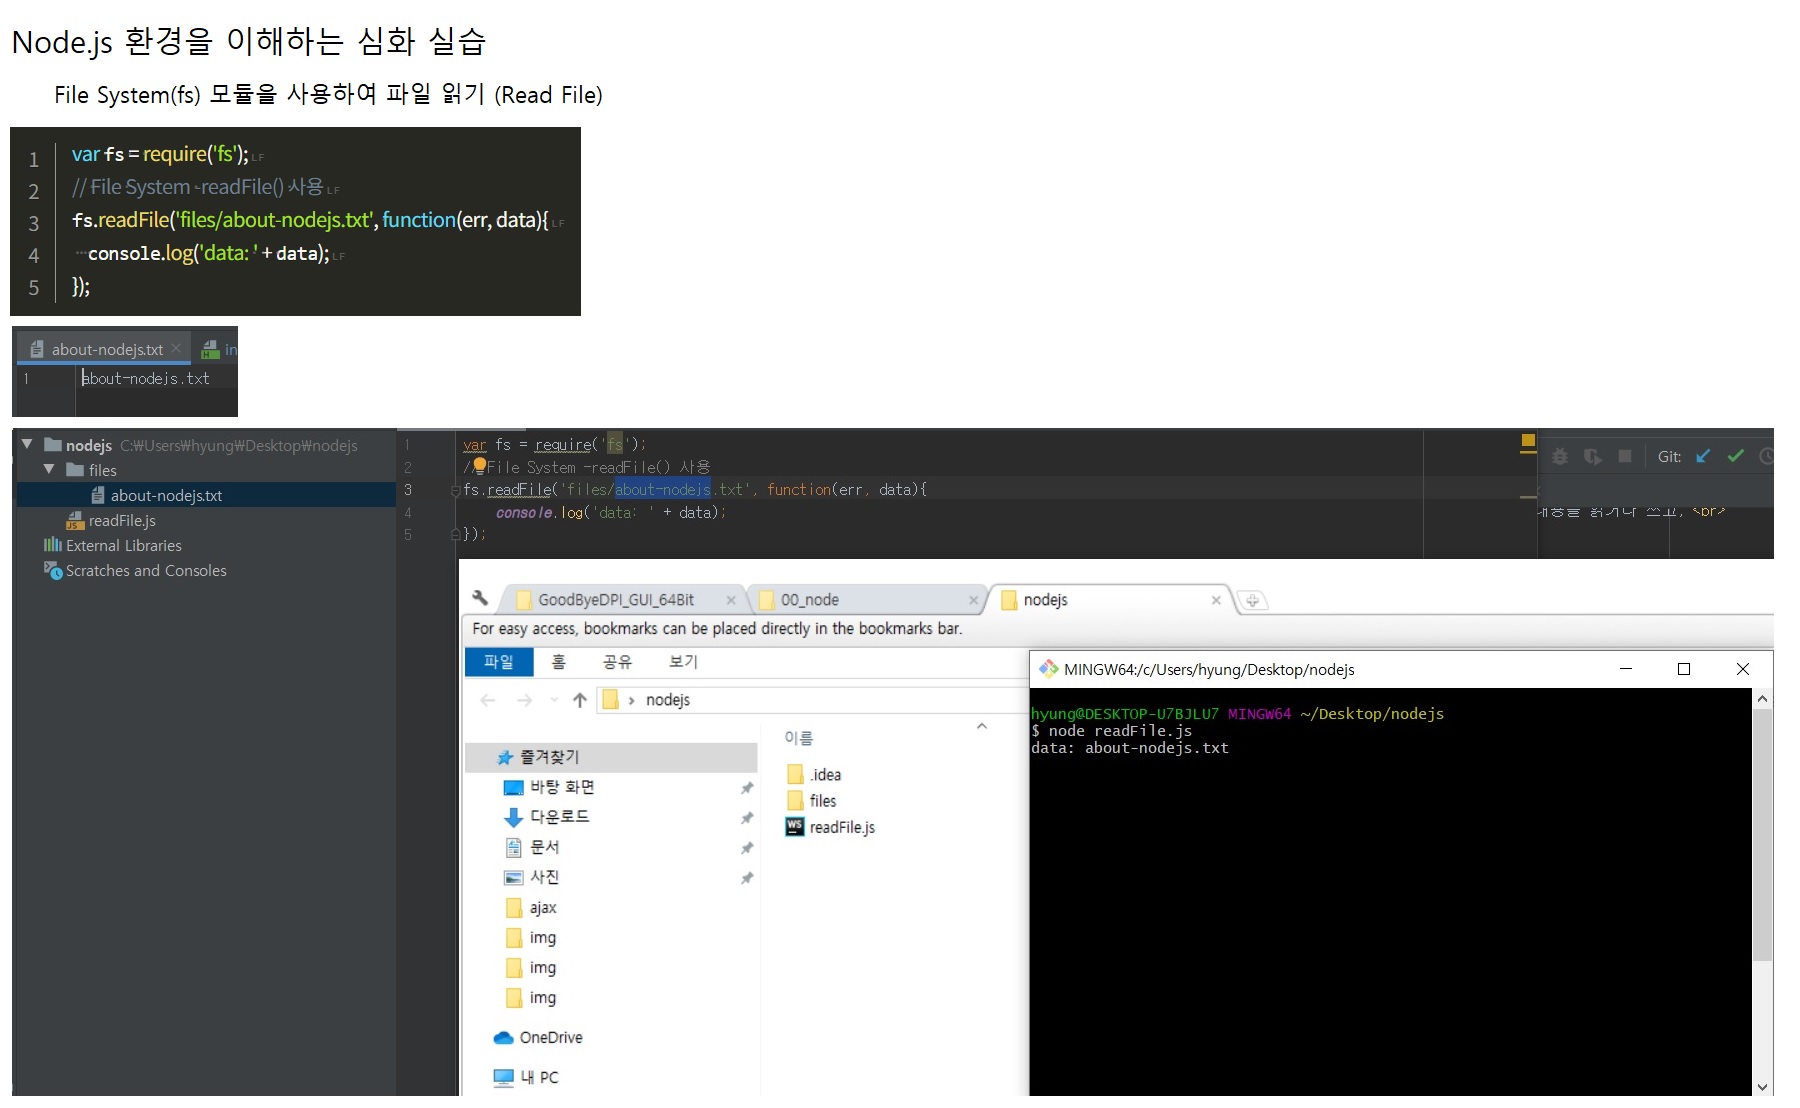 Node.js 환경을 이해하는 심화 실습
File System(fs) 모듈을 사용하여 파일 읽기 (Read File)
1 var fs = require('fs'); LF
2 // File System -readFile() 사용 LF
3 fs.readFile('files/about-nodejs.txt', function(err, data){ LF
4 console.log('data: ' + data); LF
5 });
about-nodejs.txt in
1 about-nodejs.txt
nodejs C:₩Users₩hyung₩Desktop₩nodejs
files
about-nodejs.txt
readFile.js
External Libraries
Scratches and Consoles
1 var fs = require('fs');
2 // File System -readFile() 사용
3 fs.readFile('files/about-nodejs.txt', function(err, data){
4 console.log('data: ' + data);
5 });
Git:
<br>
GoodByeDPI_GUI_64Bit 00_node nodejs
For easy access, bookmarks can be placed directly in the bookmarks bar.
파일 홈 공유 보기
nodejs
즐겨찾기
바탕 화면
다운로드
문서
사진
ajax
img
img
img
OneDrive
내 PC
이름
.idea
files
WS readFile.js
MINGW64:/c/Users/hyung/Desktop/nodejs
hyung@DESKTOP-U7BJLU7 MINGW64 ~/Desktop/nodejs
$ node readFile.js
data: about-nodejs.txt